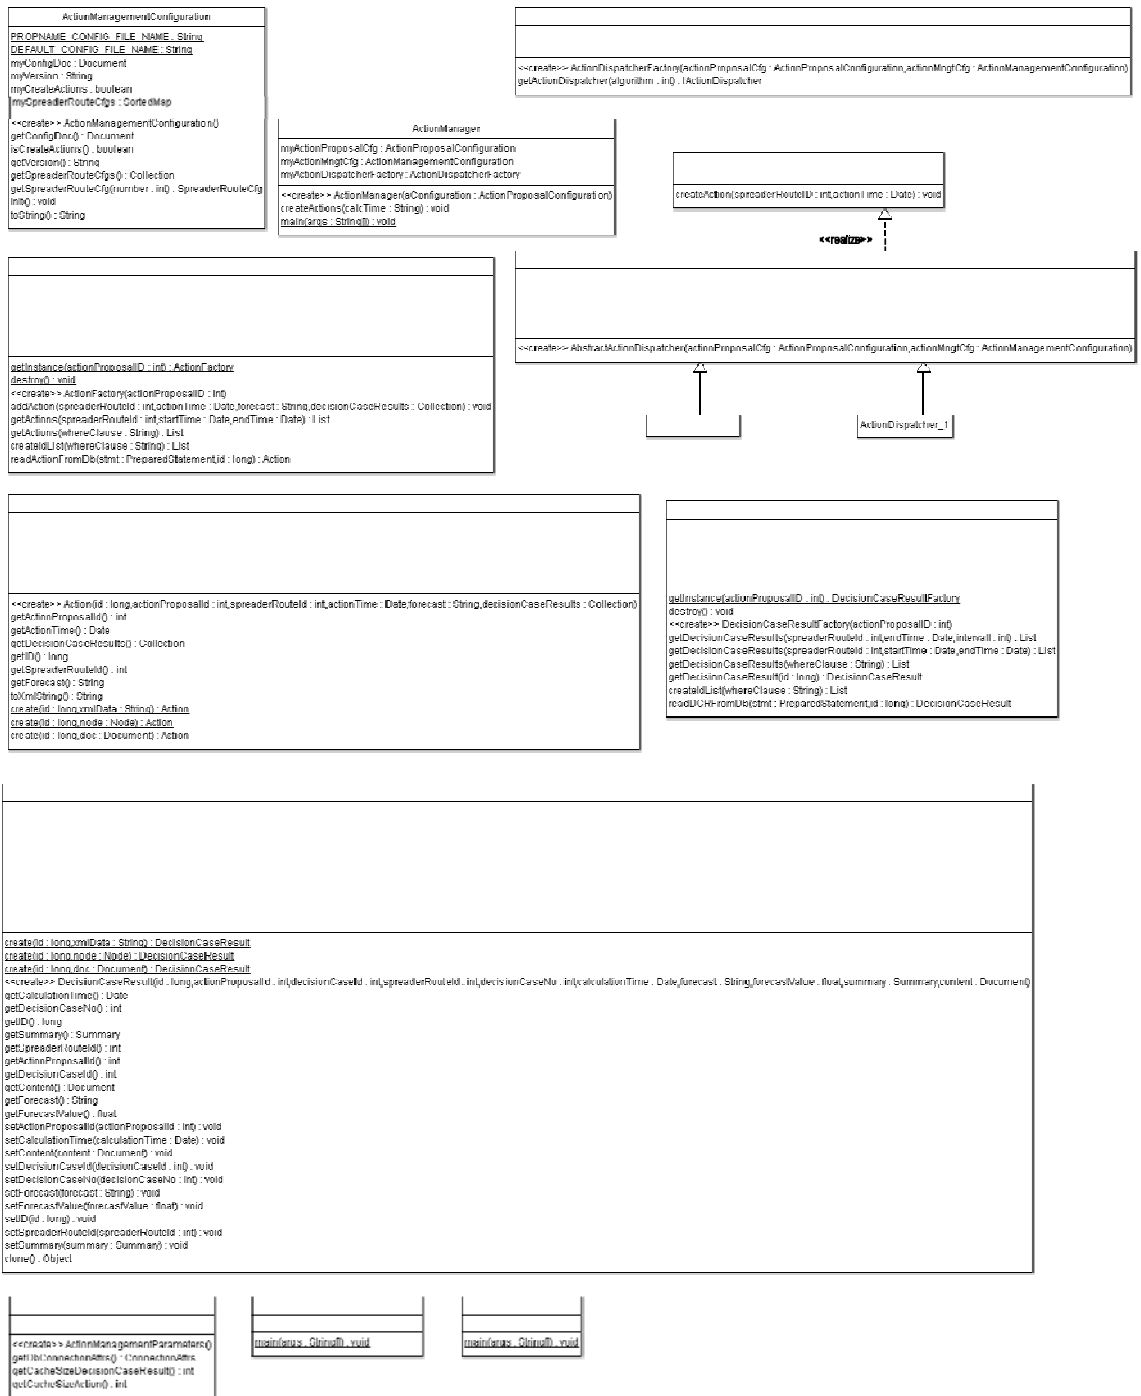 ActionManagementConfiguration
PROPNAME_CONFIG_FILE_NAME : String
DEFAULT_CONFIG_FILE_NAME : String
myConfigDoc : Document
myVersion : String
myCreateActions : boolean
mySpreaderRouteCfgs : SortedMap
<<create>> ActionManagementConfiguration()
getConfigDoc() : Document
isCreateActions() : boolean
getVersion() : String
getSpreaderRouteCfgs() : Collection
getSpreaderRouteCfg(number : int) : SpreaderRouteCfg
init() : void
toString() : String
ActionManager
myActionProposalCfg : ActionProposalConfiguration
myActionMngtCfg : ActionManagementConfiguration
myActionDispatcherFactory : ActionDispatcherFactory
<<create>> ActionManager(aConfiguration : ActionProposalConfiguration)
createActions(calcTime : String) : void
main(args : String[]) : void
<<create>> ActionDispatcherFactory(actionProposalCfg : ActionProposalConfiguration,actionMngtCfg : ActionManagementConfiguration)
getActionDispatcher(algorithm : int) : IActionDispatcher
createAction(spreaderRouteID : int,actionTime : Date) : void
<<realize>>
<<create>> AbstractActionDispatcher(actionProposalCfg : ActionProposalConfiguration,actionMngtCfg : ActionManagementConfiguration)
ActionDispatcher_1
getInstance(actionProposalID : int) : ActionFactory
destroy() : void
<<create>> ActionFactory(actionProposalID : int)
addAction(spreaderRouteId : int,actionTime : Date,forecast : String,decisionCaseResults : Collection) : void
getActions(spreaderRouteId : int,startTime : Date,endTime : Date) : List
getActions(whereClause : String) : List
createIdList(whereClause : String) : List
readActionFromDb(stmt : PreparedStatement,id : long) : Action
<<create>> Action(id : long,actionProposalId : int,spreaderRouteId : int,actionTime : Date,forecast : String,decisionCaseResults : Collection)
getActionProposalId() : int
getActionTime() : Date
getDecisionCaseResults() : Collection
getID() : long
getSpreaderRouteId() : int
getForecast() : String
toXmlString() : String
create(id : long,xmlData : String) : Action
create(id : long,node : Node) : Action
create(id : long,doc : Document) : Action
getInstance(actionProposalID : int) : DecisionCaseResultFactory
destroy() : void
<<create>> DecisionCaseResultFactory(actionProposalID : int)
getDecisionCaseResults(spreaderRouteId : int,endTime : Date,intervall : int) : List
getDecisionCaseResults(spreaderRouteId : int,startTime : Date,endTime : Date) : List
getDecisionCaseResults(whereClause : String) : List
getDecisionCaseResult(id : long) : DecisionCaseResult
createIdList(whereClause : String) : List
readDCRFromDb(stmt : PreparedStatement,id : long) : DecisionCaseResult
create(id : long,xmlData : String) : DecisionCaseResult
create(id : long,node : Node) : DecisionCaseResult
create(id : long,doc : Document) : DecisionCaseResult
<<create>> DecisionCaseResult(id : long,actionProposalId : int,decisionCaseId : int,spreaderRouteId : int,decisionCaseNo : int,calculationTime : Date,forecast : String,forecastValue : float,summary : Summary,content : Document)
getCalculationTime() : Date
getDecisionCaseNo() : int
getID() : long
getSummary() : Summary
getSpreaderRouteId() : int
getActionProposalId() : int
getDecisionCaseId() : int
getContent() : Document
getForecast() : String
getForecastValue() : float
setActionProposalId(actionProposalId : int) : void
setCalculationTime(calculationTime : Date) : void
setContent(content : Document) : void
setDecisionCaseId(decisionCaseId : int) : void
setDecisionCaseNo(decisionCaseNo : int) : void
setForecast(forecast : String) : void
setForecastValue(forecastValue : float) : void
setID(id : long) : void
setSpreaderRouteId(spreaderRouteId : int) : void
setSummary(summary : Summary) : void
clone() : Object
<<create>> ActionManagementParameters()
getDbConnectionAttrs() : ConnectionAttrs
getCacheSizeDecisionCaseResult() : int
getCacheSizeAction() : int
main(args : String[]) : void
main(args : String[]) : void